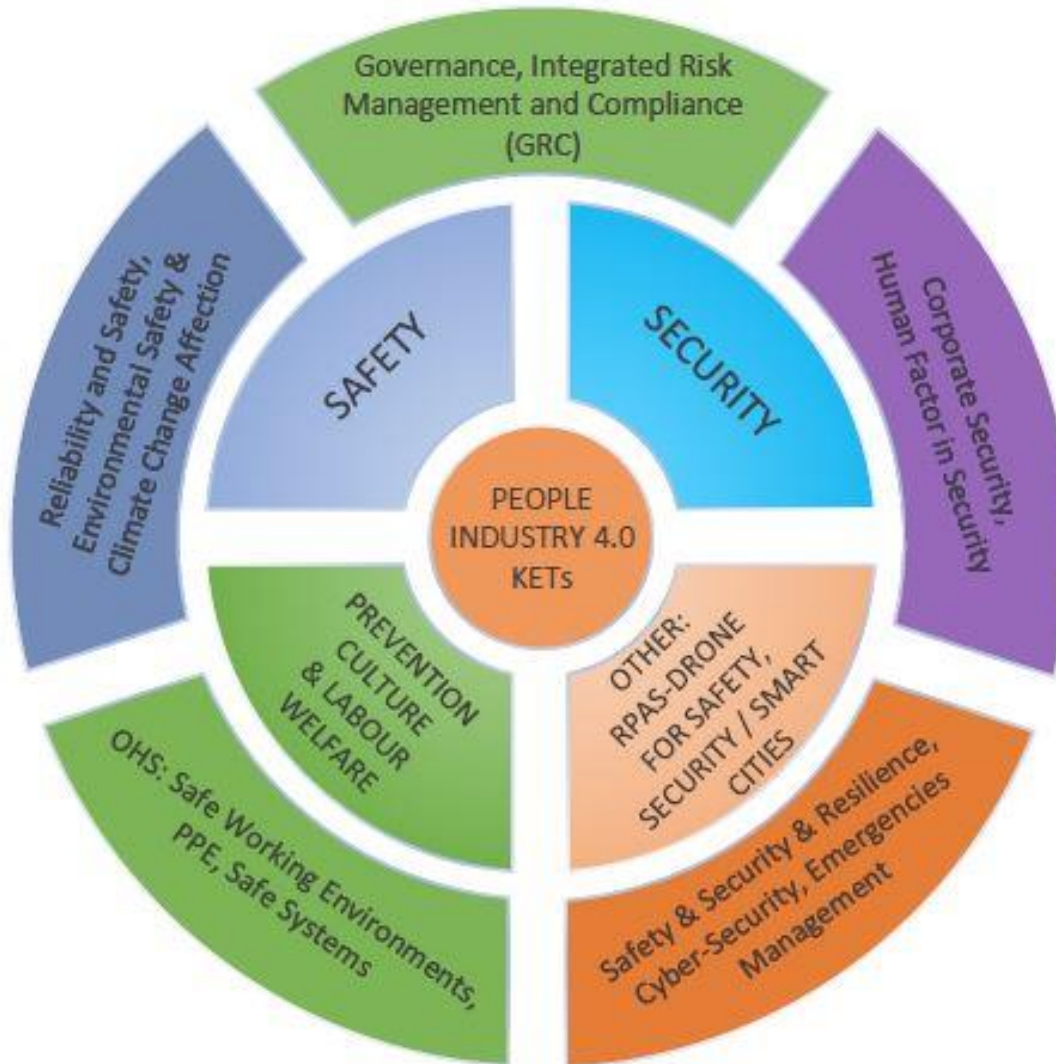 Governance, Integrated Risk
Management and Compliance
(GRC)
Reliability and Safety,
Environmental Safety &
Climate Change Affection
SAFETY
SECURITY
Corporate Security,
Human Factor in Security
PEOPLE
INDUSTRY 4.0
KETs
PREVENTION
CULTURE
& LABOUR
WELFARE
OTHER:
RPAS-DRONE
FOR SAFETY,
SECURITY / SMART
CITIES
OHS: Safe Working Environments,
PPE, Safe Systems
Safety & Security & Resilience,
Cyber-Security, Emergencies
Management